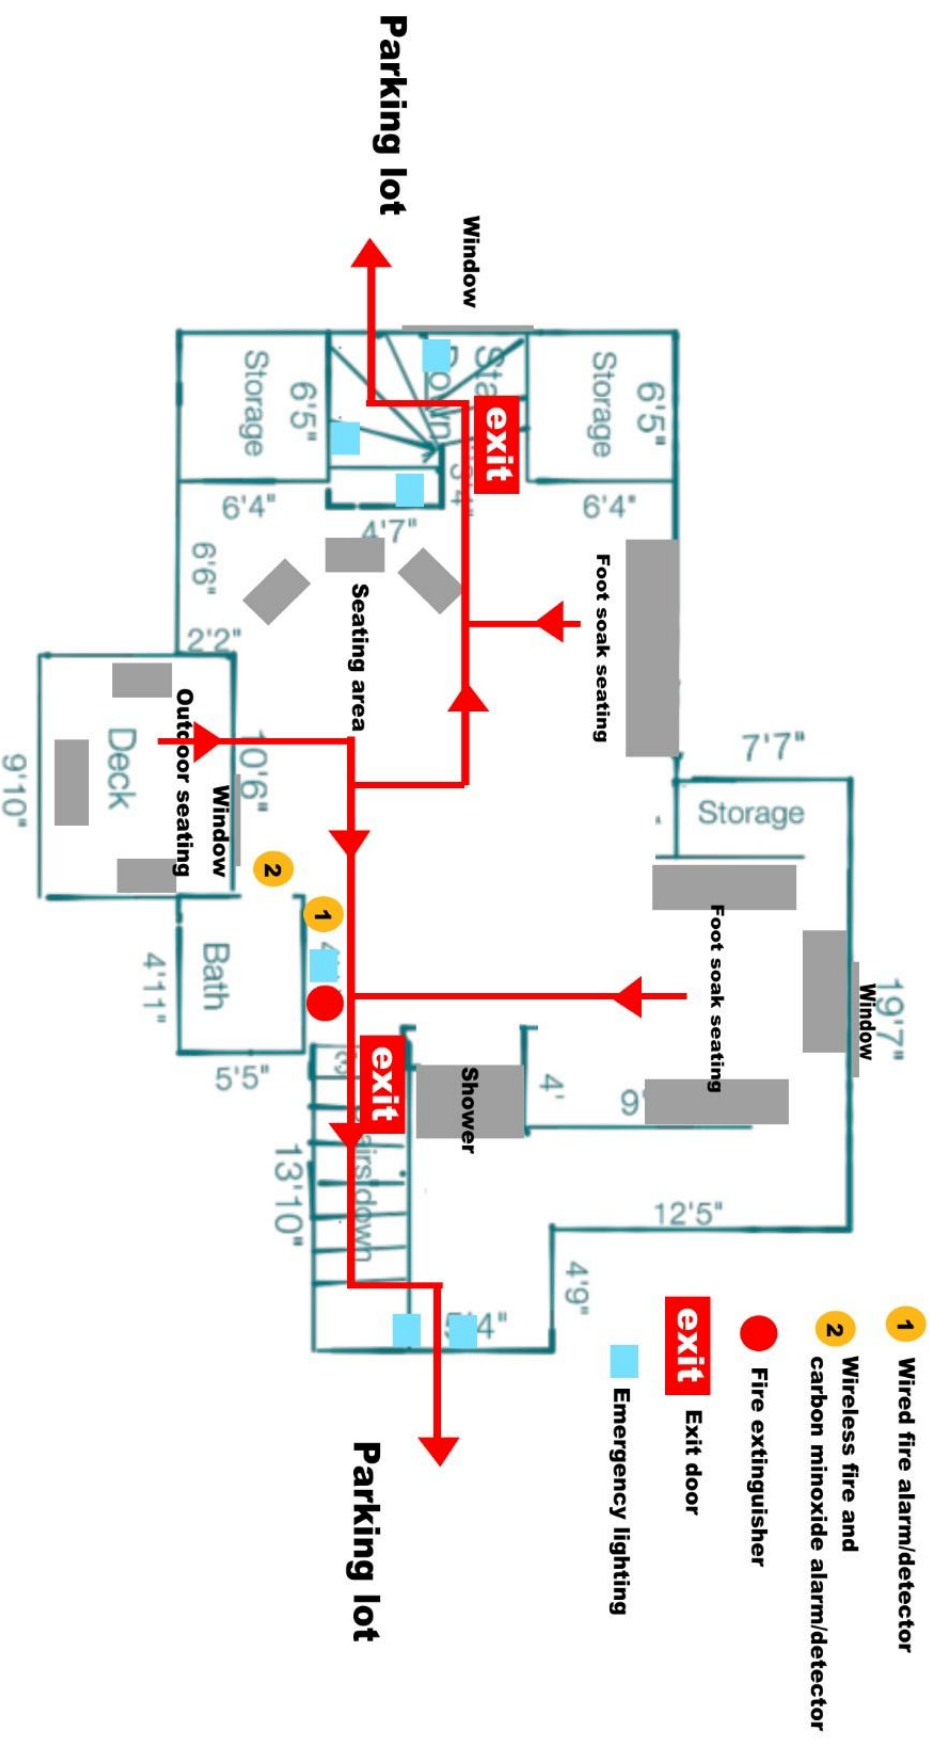 1 Wired fire alarm/detector
19'7"
Window
2 Wireless fire and
carbon minoxide alarm/detector
7'7"
Storage
Fire extinguisher
Foot soak seating
12'5"
exit Exit door
6'5"
9'
Emergency lighting
6'4"
Storage
Foot soak seating
4'9"
4'
exit
Window
Down
Shower
Parking lot
4'7"
exit
down
Parking lot
Seating area
1
6'5"
13'10"
2
Storage
10'6"
6'4"
5'5"
Window
Bath
2'2"
6'6"
Outdoor seating
4'11"
Deck
9'10"